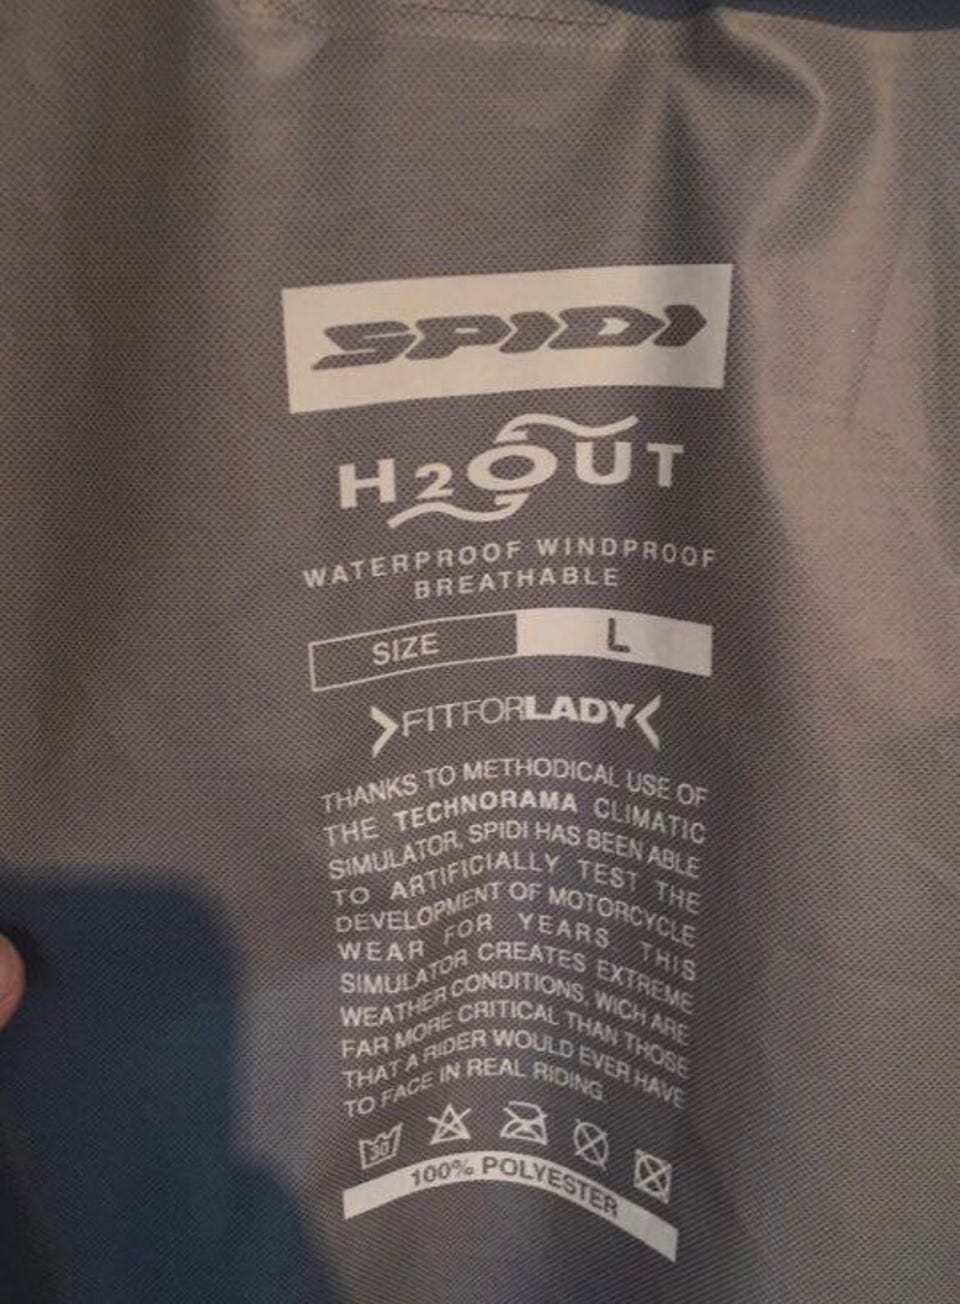 SPIDI
H2OUT
WATERPROOF WINDPROOF
BREATHABLE
SIZE L
>FITFORLADY<
THANKS TO METHODICAL USE OF
THE TECHNORAMA CLIMATIC
SIMULATOR, SPIDI HAS BEEN ABLE
TO ARTIFICIALLY TEST THE
DEVELOPMENT OF MOTORCYCLE
WEAR FOR YEARS. THIS
SIMULATOR CREATES EXTREME
WEATHER CONDITIONS, WICH ARE
FAR MORE CRITICAL THAN THOSE
THAT A RIDER WOULD EVER HAVE
TO FACE IN REAL RIDING.
30
100% POLYESTER